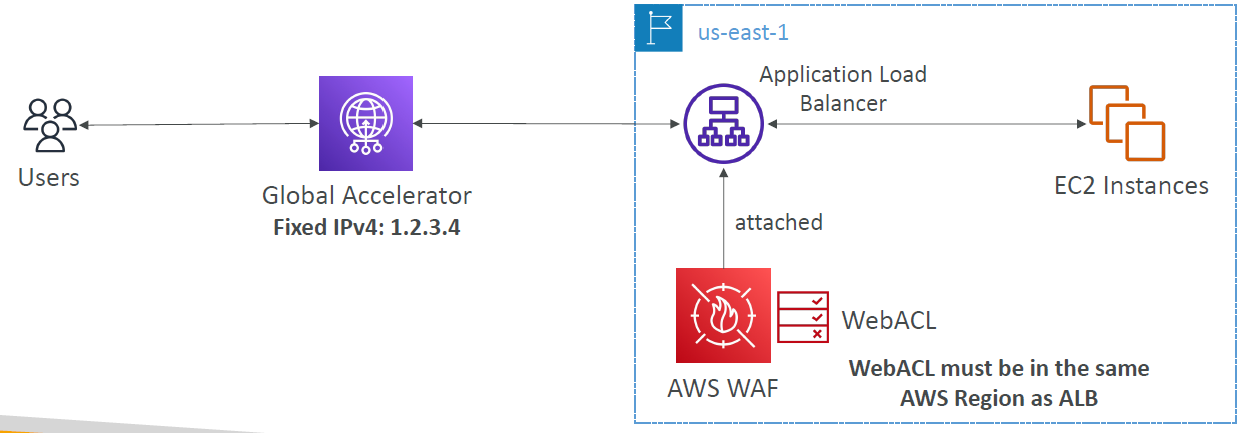 us-east-1
Application Load
Balancer
Users
Global Accelerator
Fixed IPv4: 1.2.3.4
EC2 Instances
attached
WebACL
AWS WAF
WebACL must be in the same
AWS Region as ALB